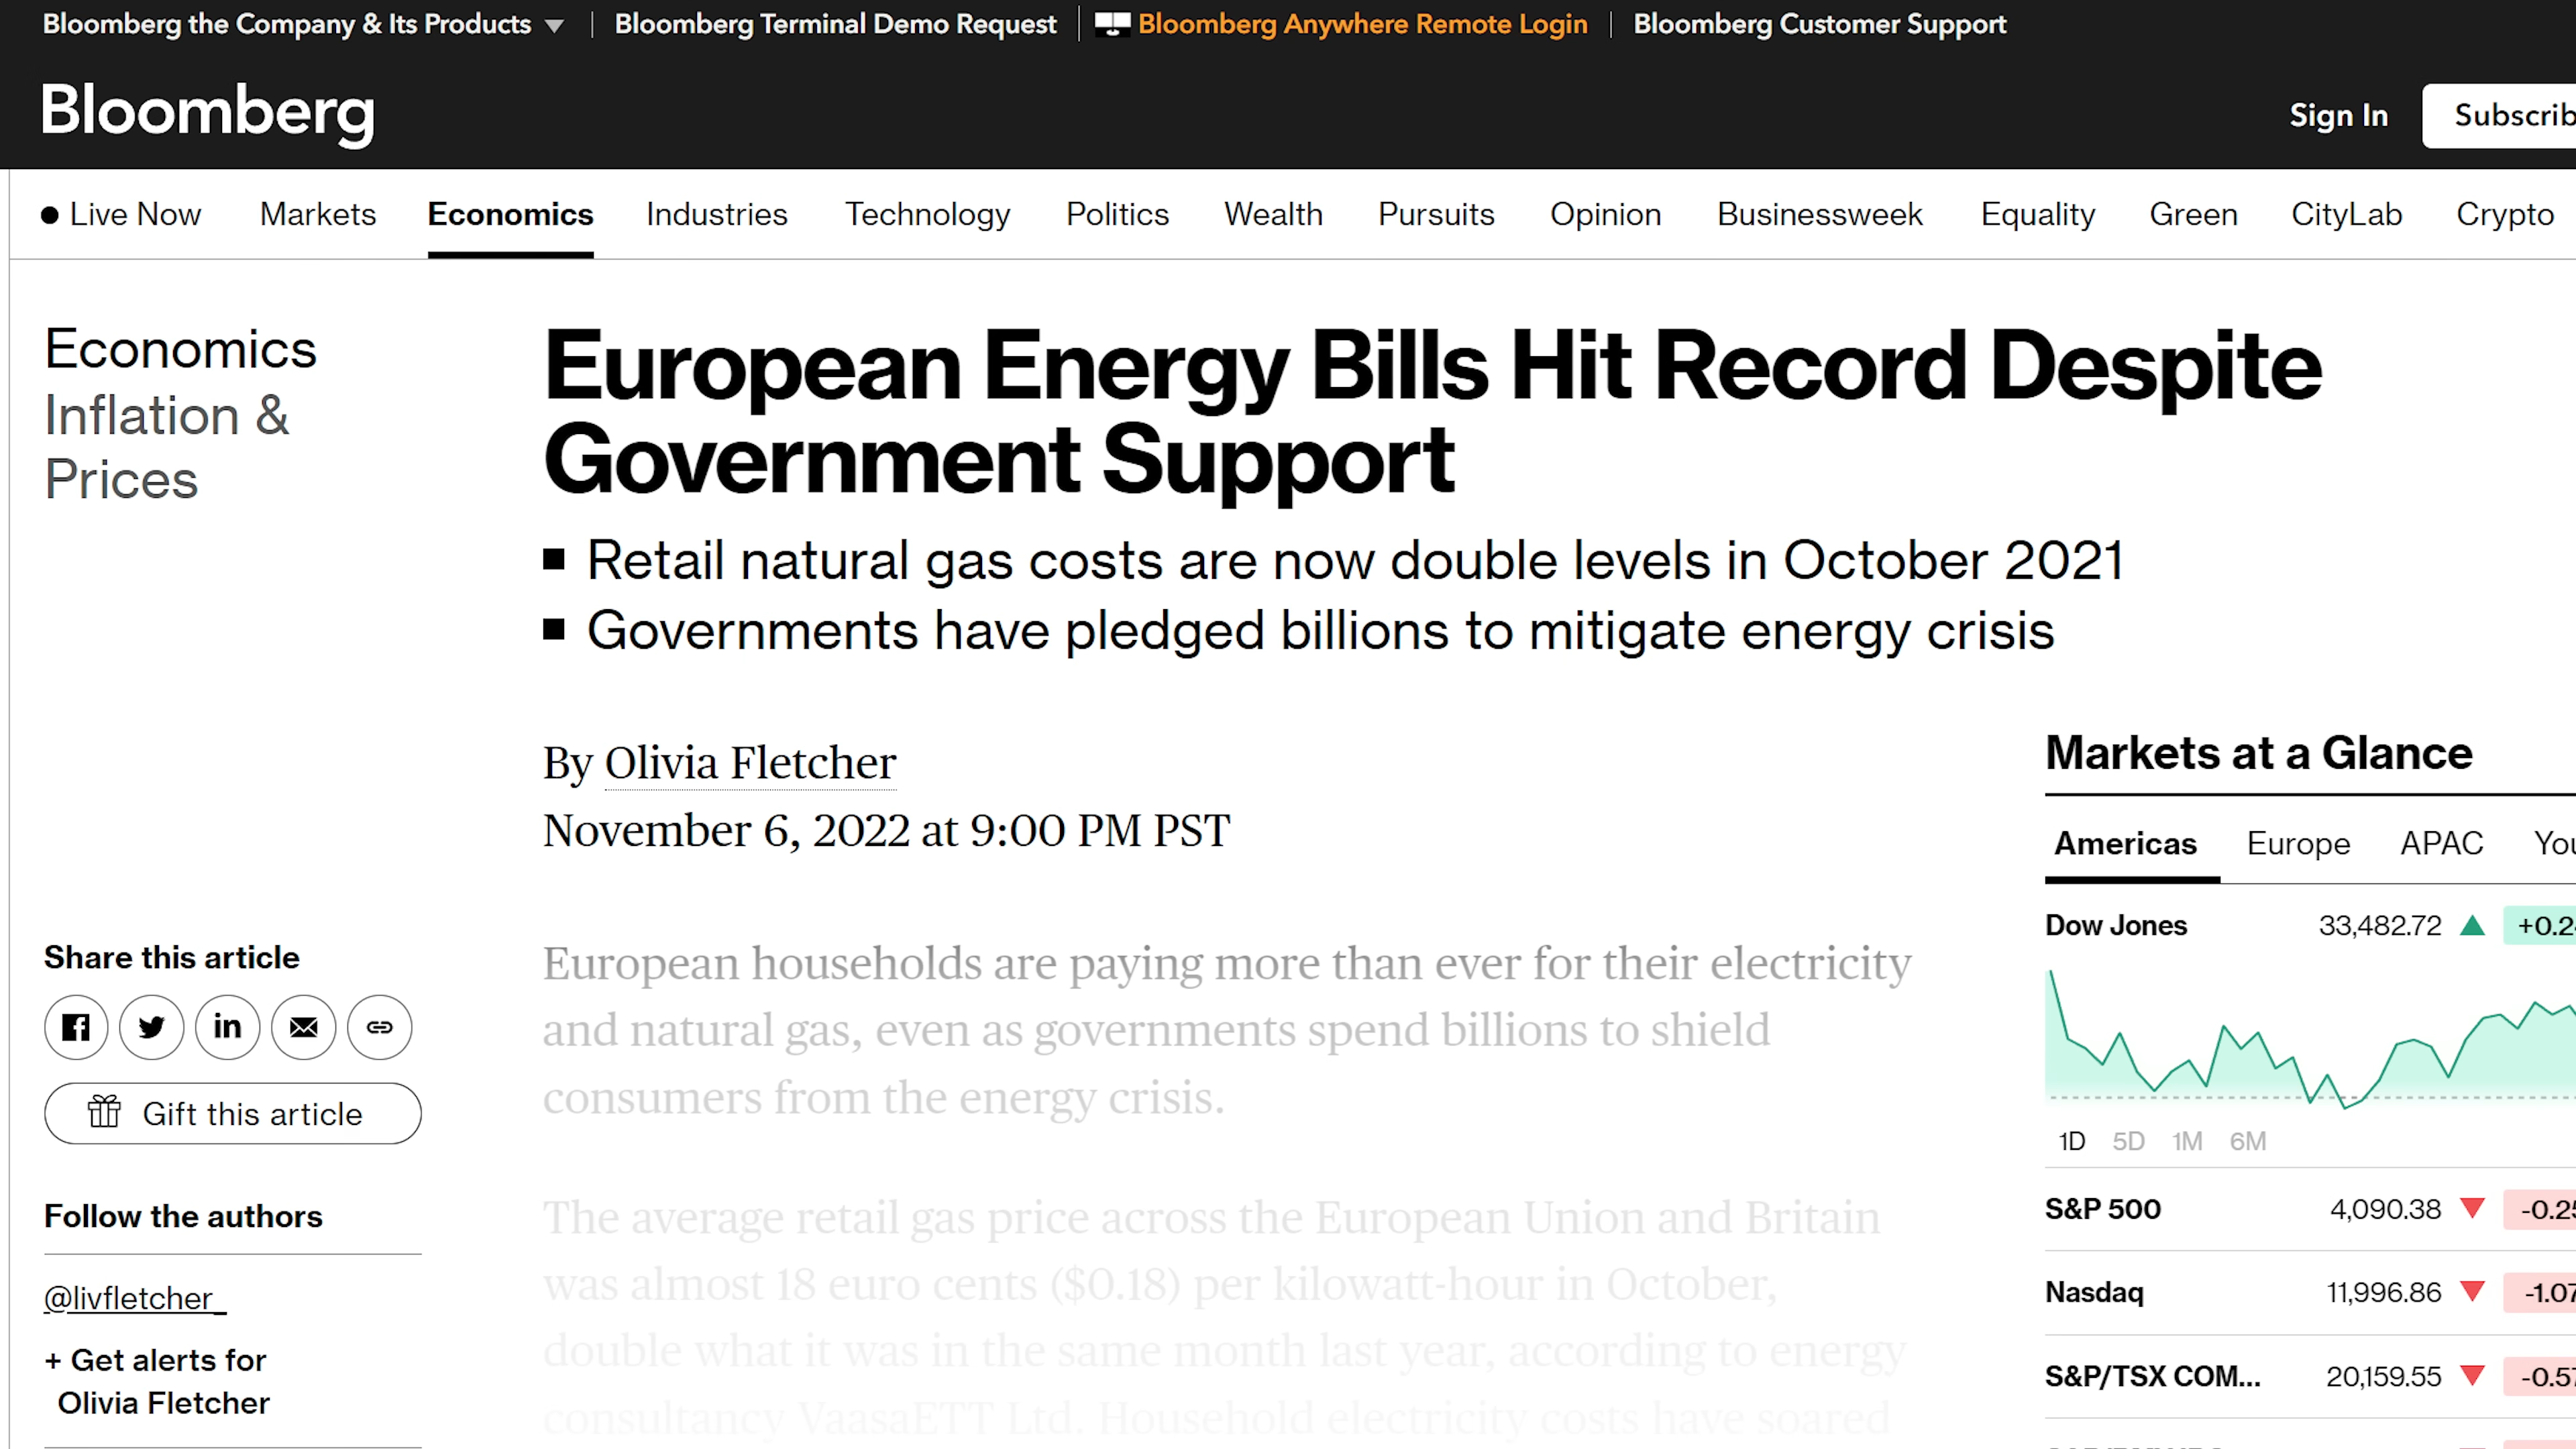 Bloomberg the Company & Its Products
Bloomberg Terminal Demo Request
Bloomberg Anywhere Remote Login
Bloomberg Customer Support
Bloomberg
Sign In
Live Now
Markets
Economics
Industries
Technology
Politics
Wealth
Pursuits
Opinion
Businessweek
Equality
Green
CityLab
Crypto
Economics
Inflation &
Prices
European Energy Bills Hit Record Despite
Government Support
Retail natural gas costs are now double levels in October 2021
Governments have pledged billions to mitigate energy crisis
By Olivia Fletcher
November 6, 2022 at 9:00 PM PST
European households are paying more than ever for their electricity
and natural gas, even as governments spend billions to shield
consumers from the energy crisis.
The average retail gas price across the European Union and Britain
was almost 18 euro cents ($0.18) per kilowatt-hour in October,
double what it was in the same month last year, according to energy
consultancy VaasaETT Ltd. Household electricity costs have soared
Share this article
Gift this article
Follow the authors
@livfletcher_
+ Get alerts for
Olivia Fletcher
Markets at a Glance
Americas
Europe
APAC
Dow Jones 33,482.72
1D 5D 1M 6M
S&P 500 4,090.38
Nasdaq 11,996.86
S&P/TSX COM... 20,159.55